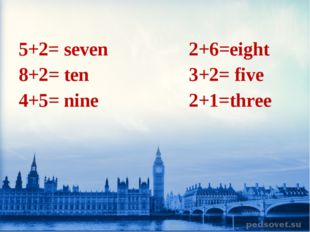 5+2= seven
8+2= ten
4+5= nine
2+6=eight
3+2= five
2+1=three
pedsovet.su